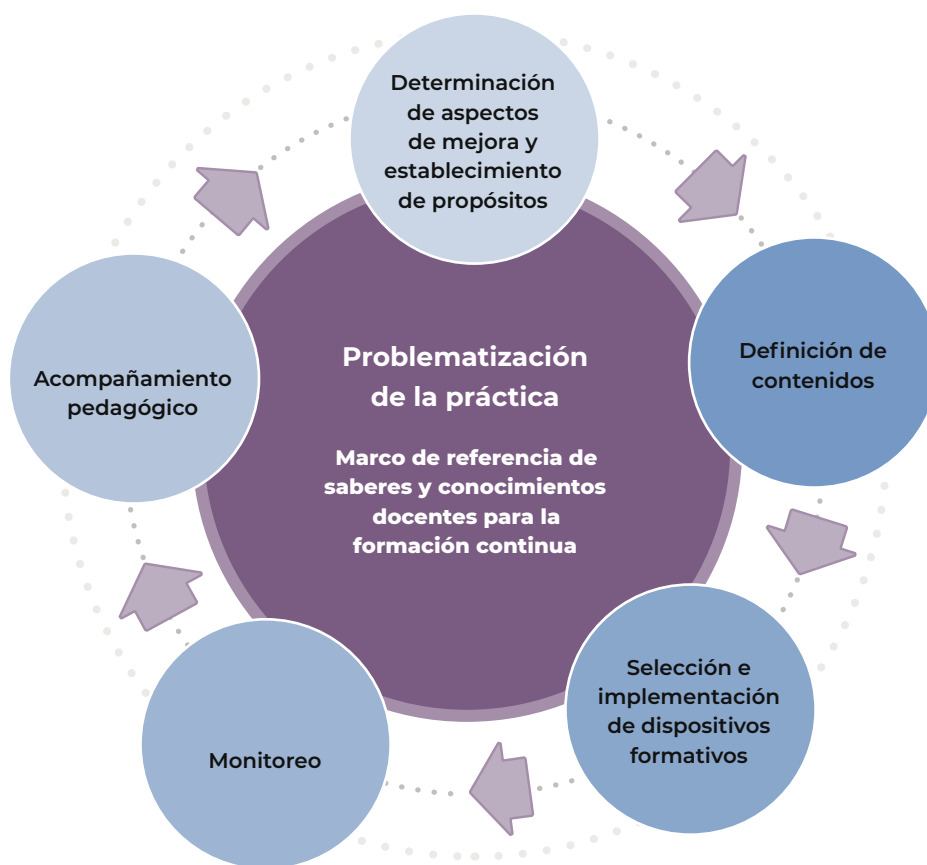 Determinación
de aspectos
de mejora y
establecimiento
de propósitos
Definición de
contenidos
Selección e
implementación
de dispositivos
formativos
Monitoreo
Acompañamiento
pedagógico
Problematización
de la práctica
Marco de referencia de
saberes y conocimientos
docentes para la
formación continua